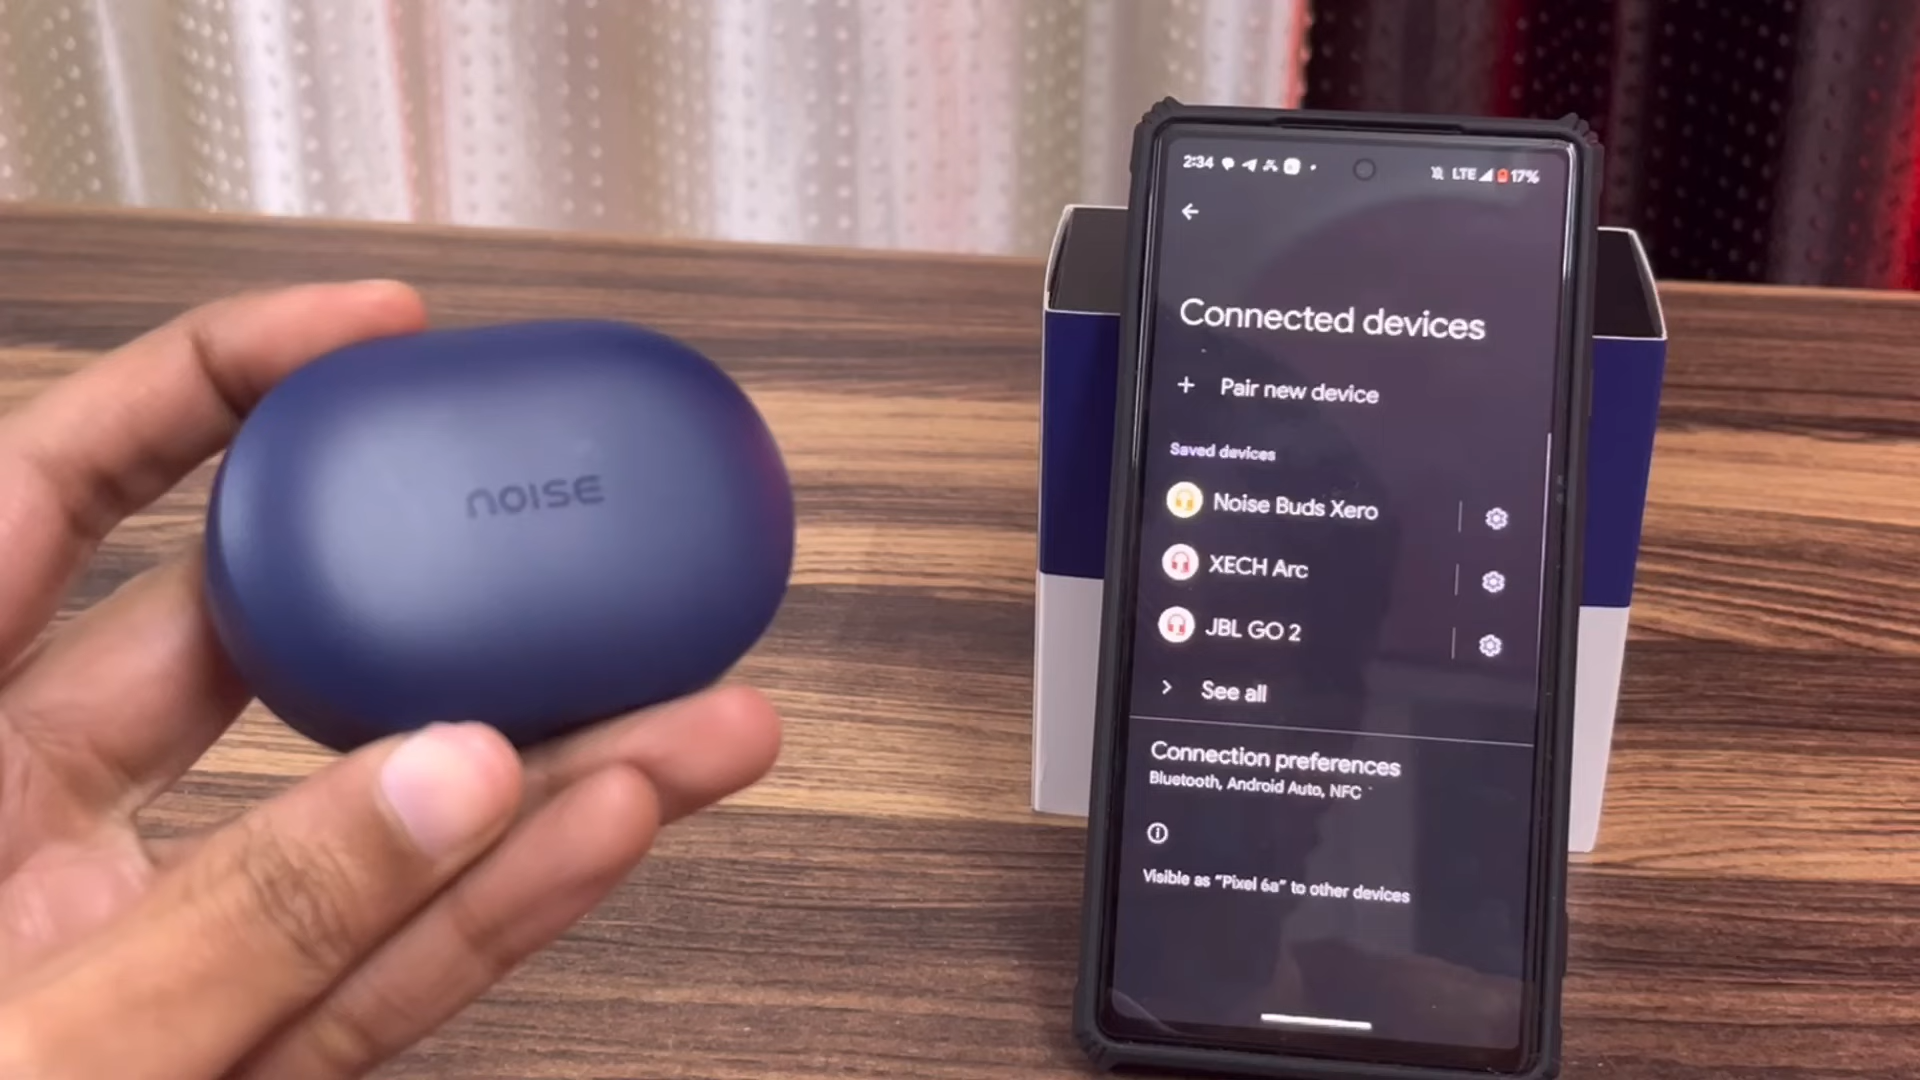 noise
2:34 LTE 17%
Connected devices
+ Pair new device
Saved devices
Noise Buds Xero
XECH Arc
JBL GO 2
See all
Connection preferences
Bluetooth, Android Auto, NFC
Visible as "Pixel 6a" to other devices